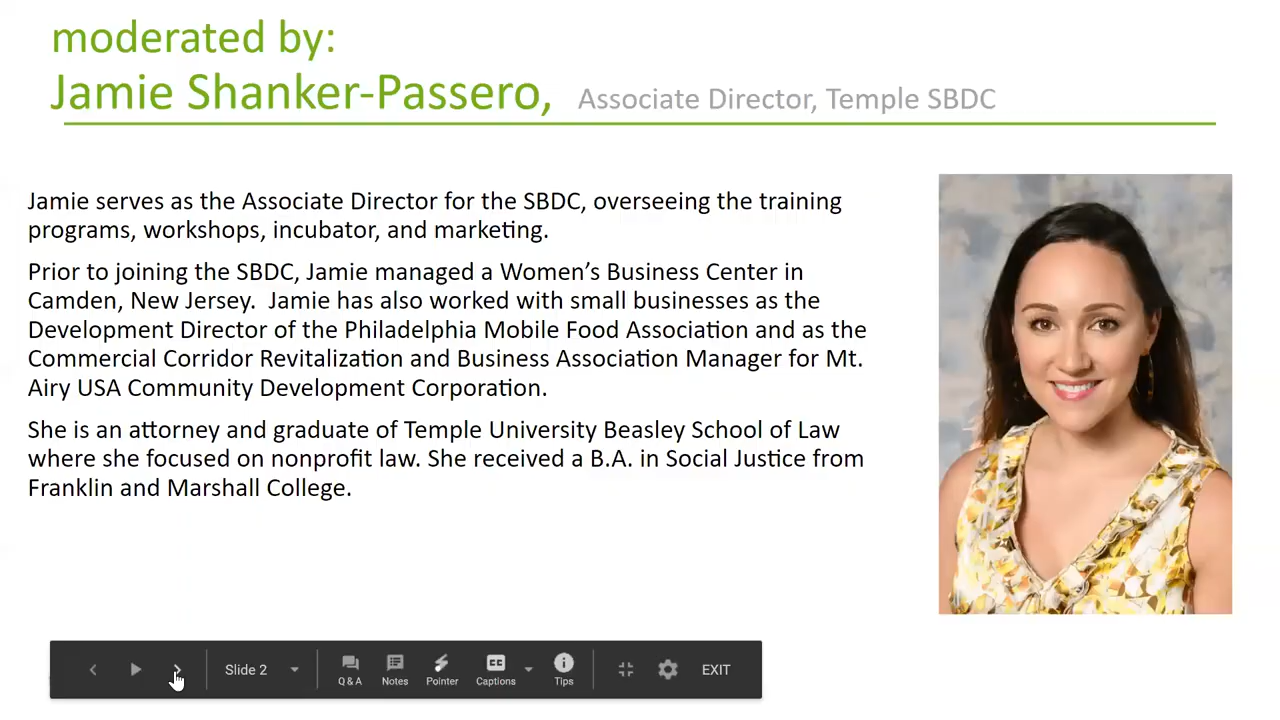 moderated by:
Jamie Shanker-Passero, Associate Director, Temple SBDC
Jamie serves as the Associate Director for the SBDC, overseeing the training
programs, workshops, incubator, and marketing.
Prior to joining the SBDC, Jamie managed a Women’s Business Center in
Camden, New Jersey.  Jamie has also worked with small businesses as the
Development Director of the Philadelphia Mobile Food Association and as the
Commercial Corridor Revitalization and Business Association Manager for Mt.
Airy USA Community Development Corporation.
She is an attorney and graduate of Temple University Beasley School of Law
where she focused on nonprofit law. She received a B.A. in Social Justice from
Franklin and Marshall College.
Slide 2 Q & A Notes Pointer CC Captions Tips EXIT